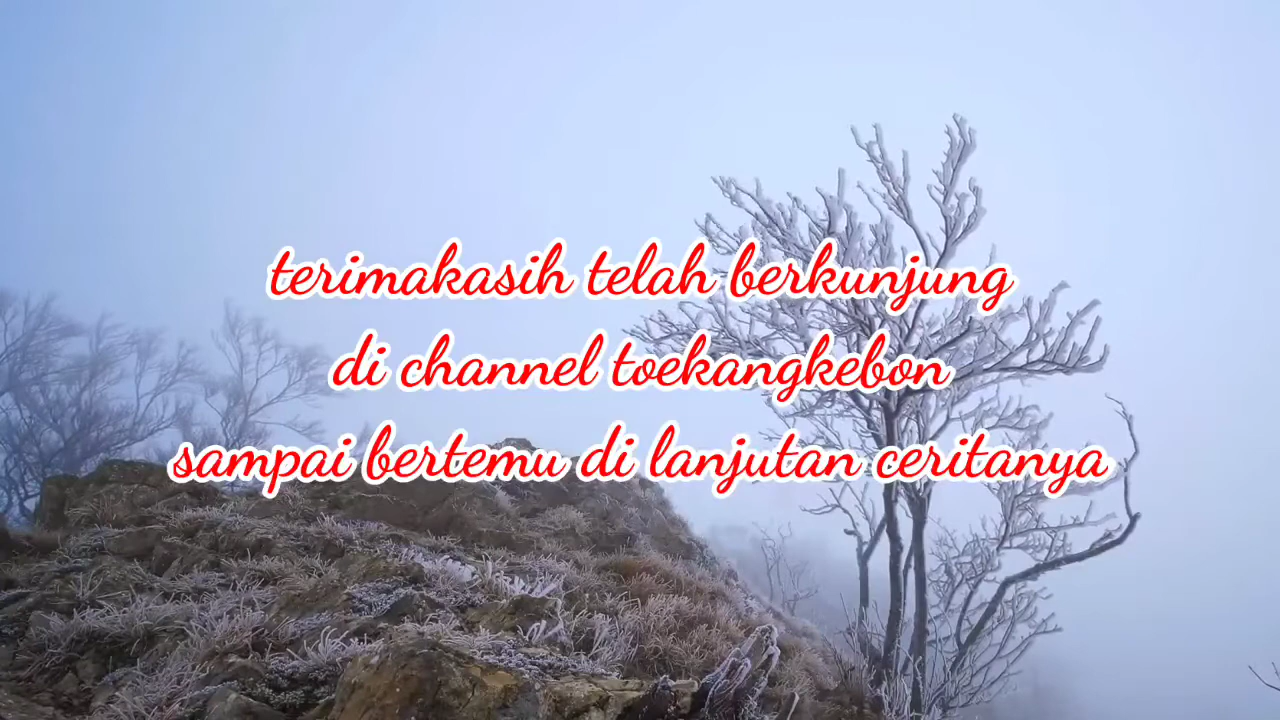 terimakasih telah berkunjung
di channel toekangkebon
sampai bertemu di lanjutan ceritanya